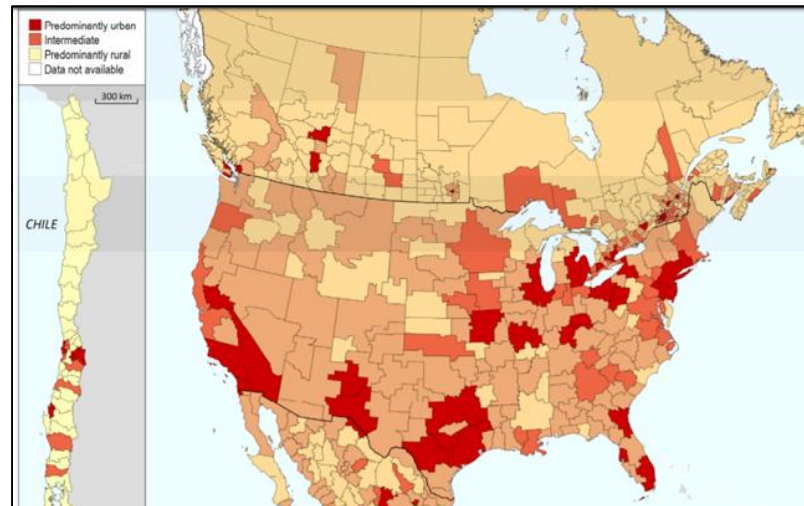 Predominantly urban
Intermediate
Predominantly rural
Data not available
300 km
CHILE